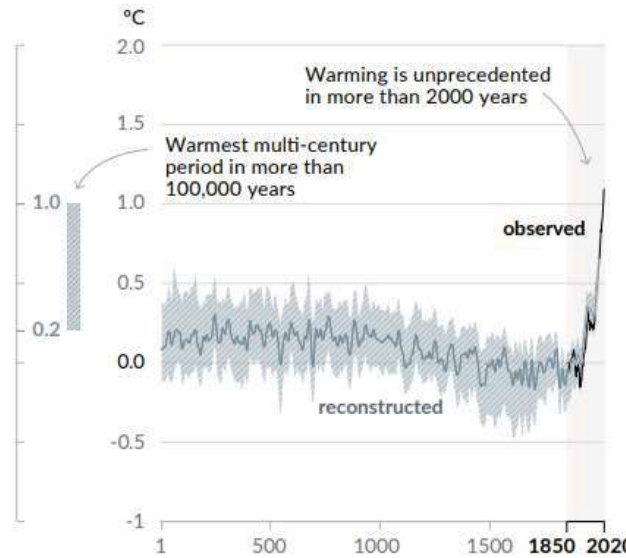 °C
2.0
Warming is unprecedented
in more than 2000 years
1.5
Warmest multi-century
period in more than
100,000 years
1.0
1.0
observed
0.5
0.2
0.0
reconstructed
-0.5
-1
1
500
1000
1500
1850
2020